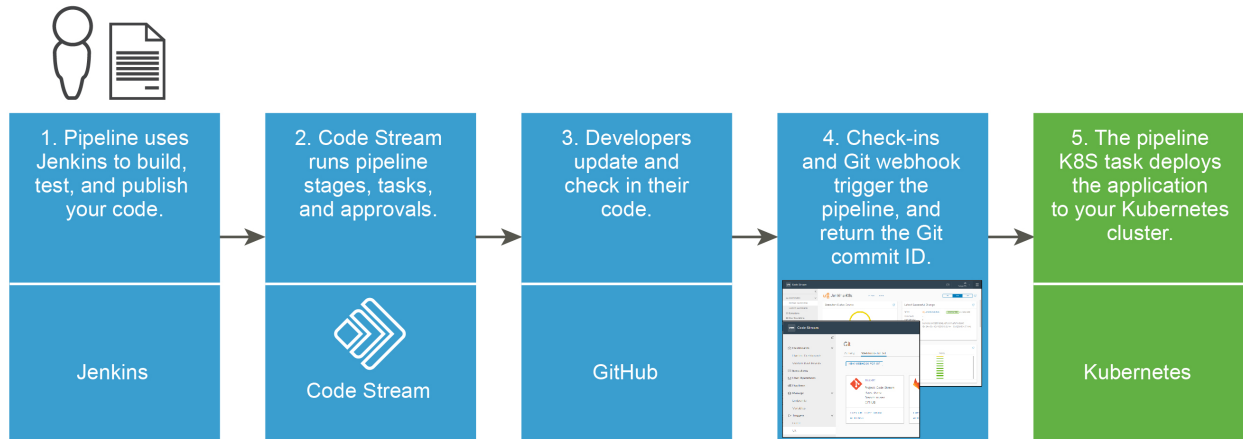 1. Pipeline uses
Jenkins to build,
test, and publish
your code.
Jenkins
2. Code Stream
runs pipeline
stages, tasks,
and approvals.
Code Stream
3. Developers
update and
check in their
code.
GitHub
4. Check-ins
and Git webhook
trigger the
pipeline, and
return the Git
commit ID.
Code Stream
Git
5. The pipeline
K8S task deploys
the application
to your Kubernetes
cluster.
Kubernetes